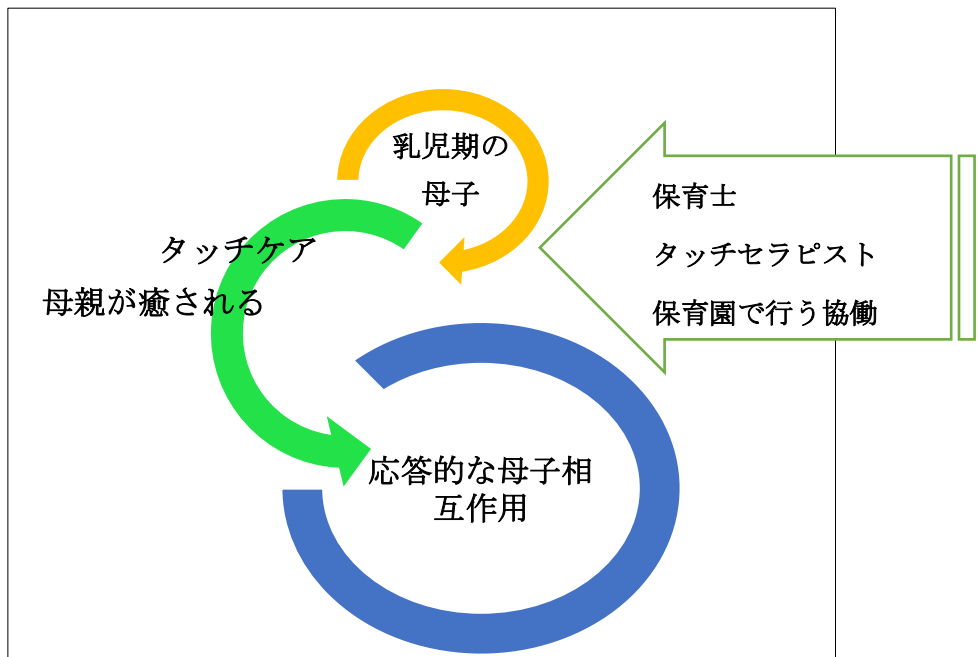 乳児期の
母子
タッチケア
母親が癒される
保育士
タッチセラピスト
保育園で行う協働
応答的な母子相
互作用